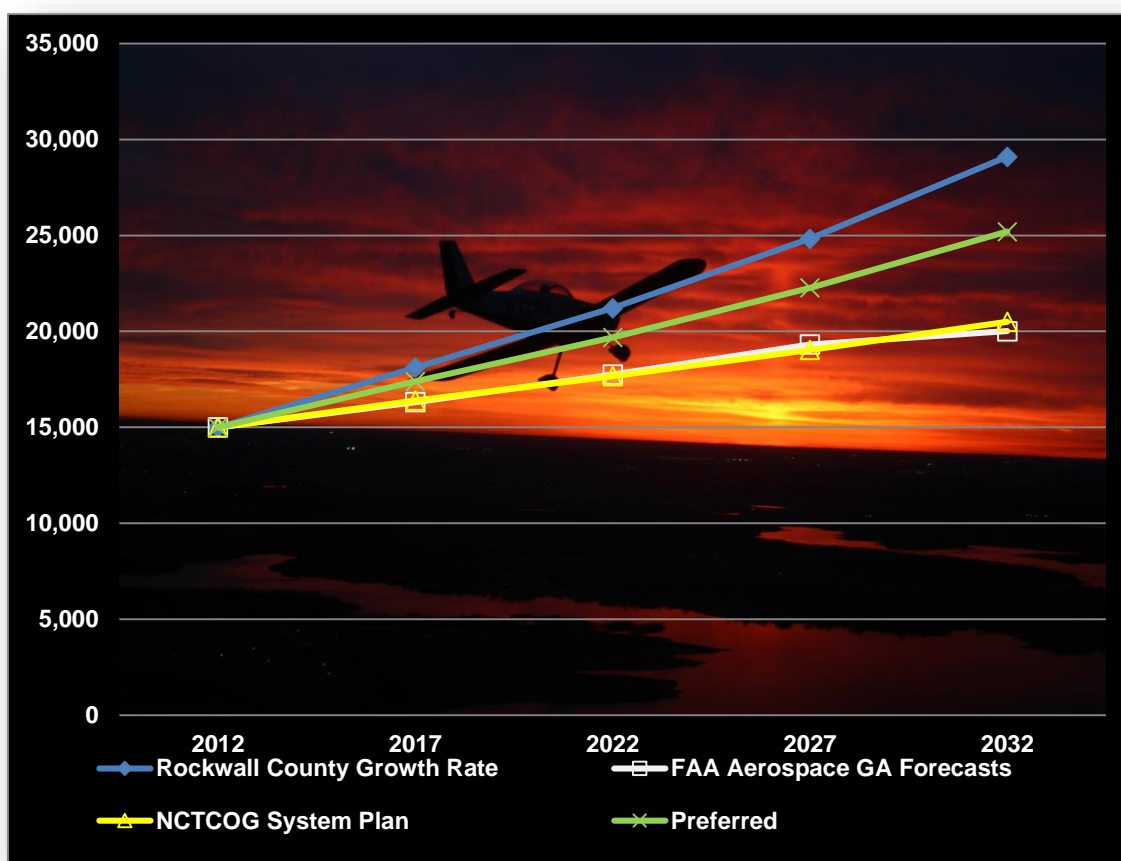 35,000
30,000
25,000
20,000
15,000
10,000
5,000
0
2012 2017 2022 2027 2032
Rockwall County Growth Rate FAA Aerospace GA Forecasts
NCTCOG System Plan Preferred